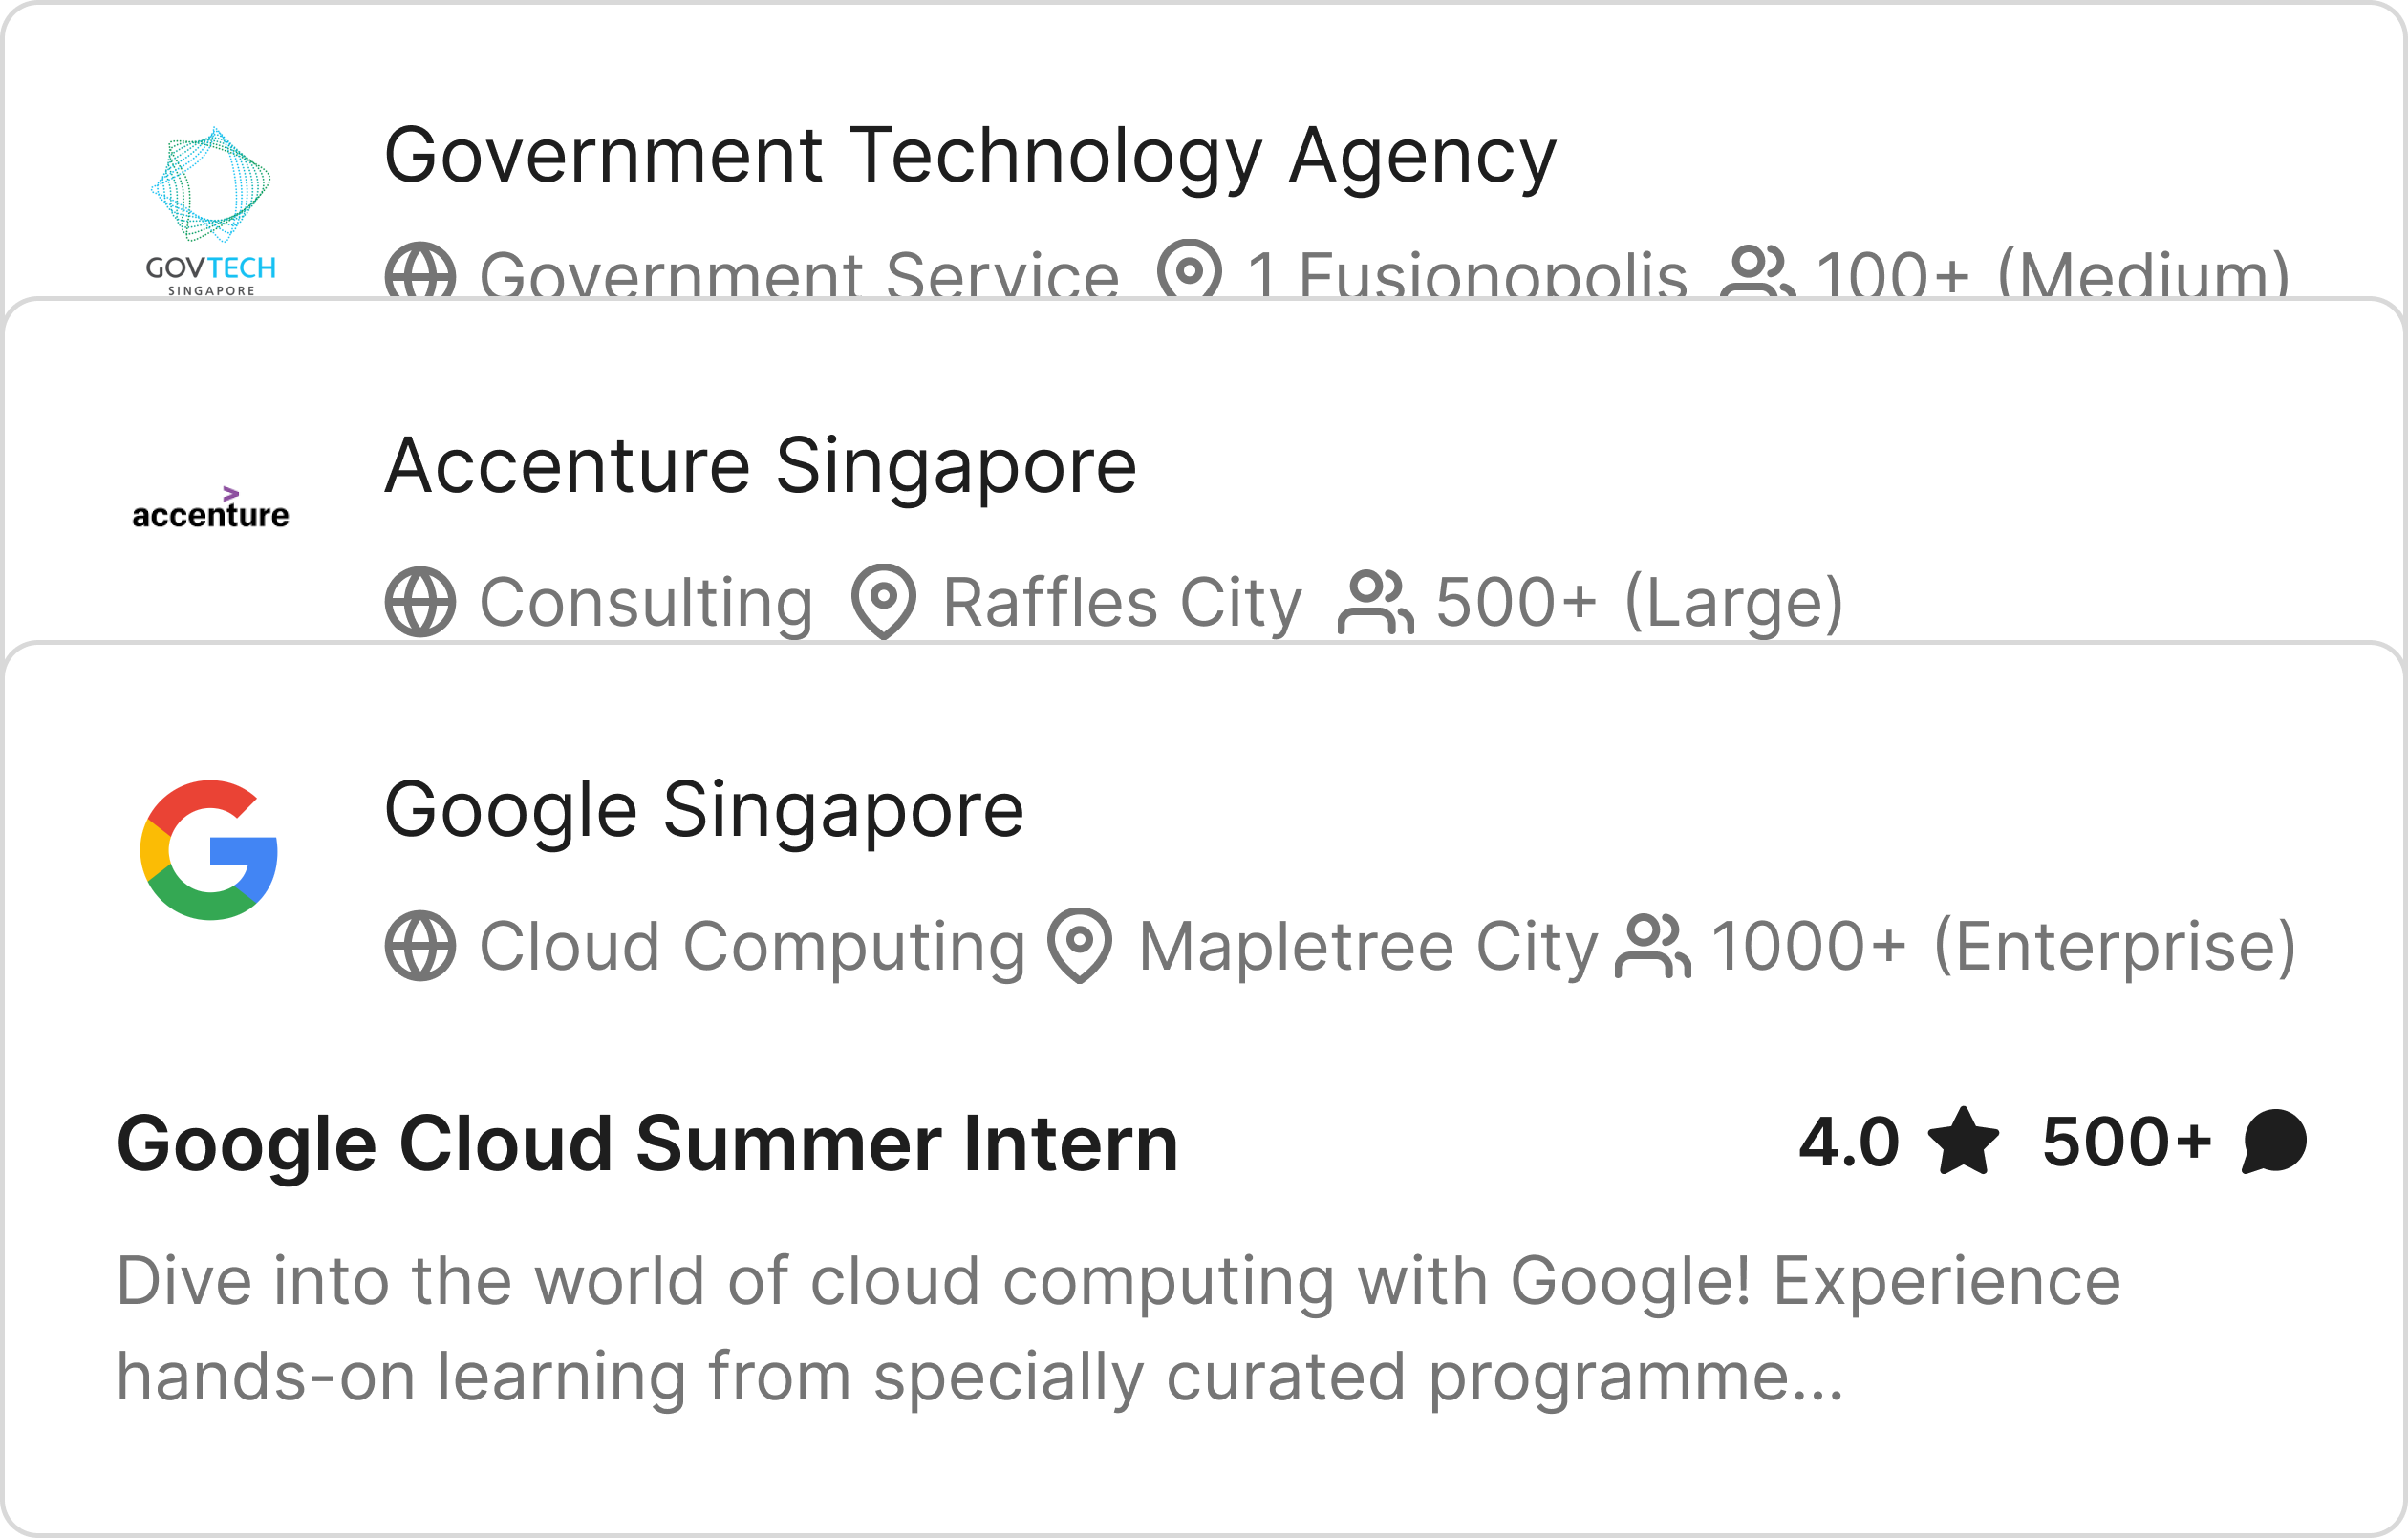 Government Technology Agency
GOVTECH
SINGAPORE
Government Service 1 Fusionopolis 100+ (Medium)
Accenture Singapore
accenture
Consulting Raffles City 500+ (Large)
Google Singapore
Cloud Computing Mapletree City 1000+ (Enterprise)
Google Cloud Summer Intern 4.0 500+
Dive into the world of cloud computing with Google! Experience
hands-on learning from specially curated programme...